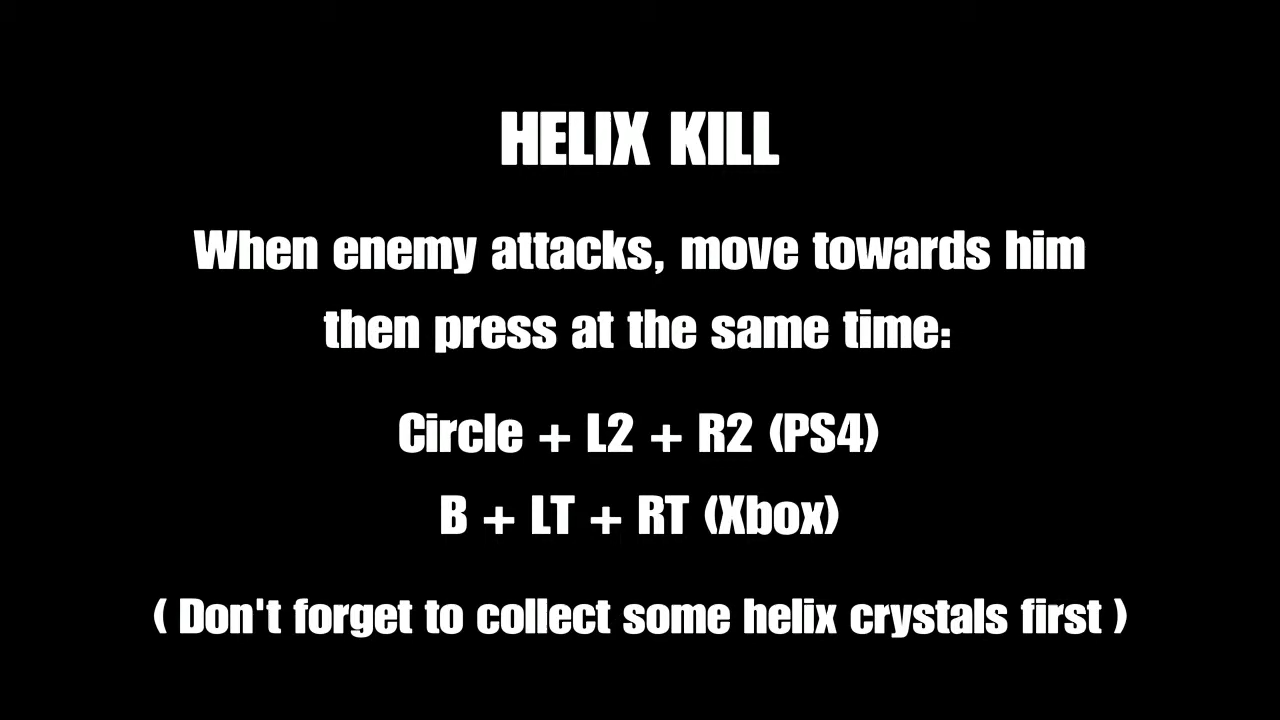 HELIX KILL
When enemy attacks, move towards him
then press at the same time:
Circle + L2 + R2 (PS4)
B + LT + RT (Xbox)
( Don't forget to collect some helix crystals first )